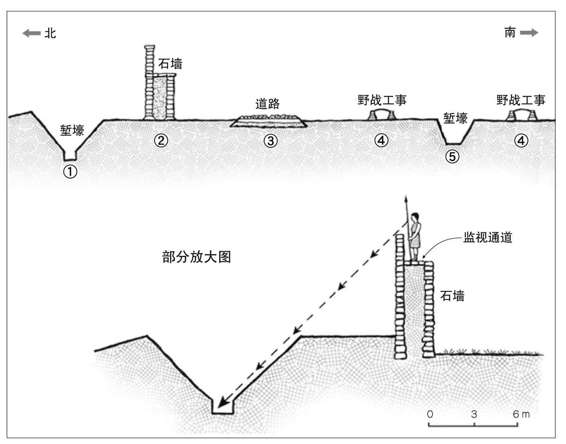 北
南
石墙
堑壕
道路
野战工事
堑壕
野战工事
①
②
③
④
⑤
④
部分放大图
监视通道
石墙
0 3 6 m